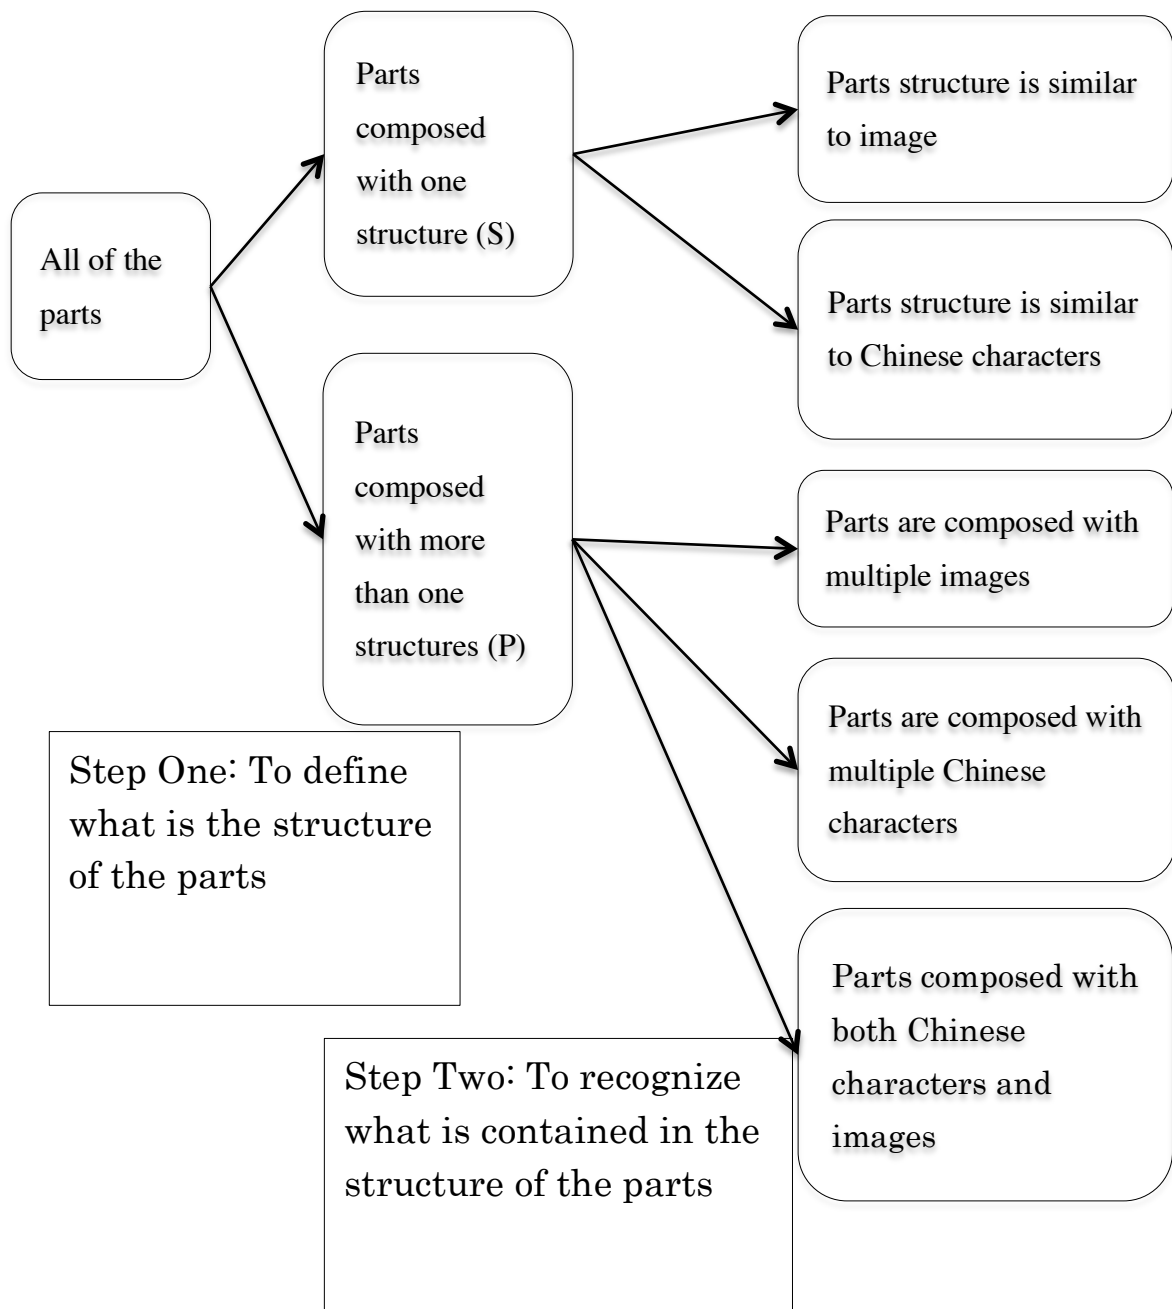 All of the
parts
Parts
composed
with one
structure (S)
Parts
composed
with more
than one
structures (P)
Parts structure is similar
to image
Parts structure is similar
to Chinese characters
Parts are composed with
multiple images
Parts are composed with
multiple Chinese
characters
Parts composed with
both Chinese
characters and
images
Step One: To define
what is the structure
of the parts
Step Two: To recognize
what is contained in the
structure of the parts